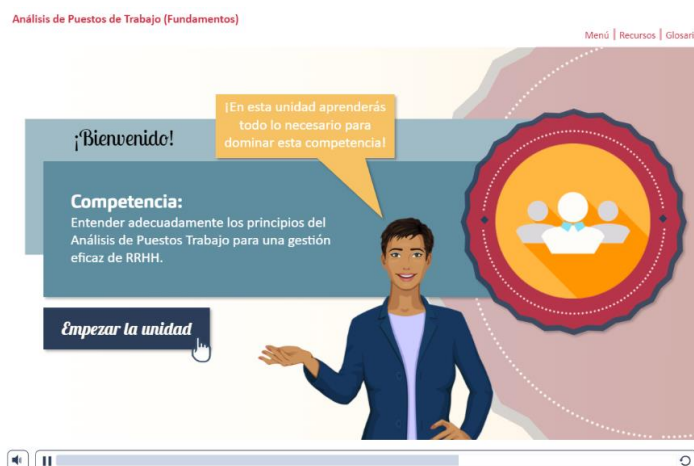 Análisis de Puestos de Trabajo (Fundamentos)
Menú | Recursos | Glosari
¡En esta unidad aprenderás
todo lo necesario para
dominar esta competencia!
¡Bienvenido!
Competencia:
Entender adecuadamente los principios del
Análisis de Puestos Trabajo para una gestión
eficaz de RRHH.
Empezar la unidad